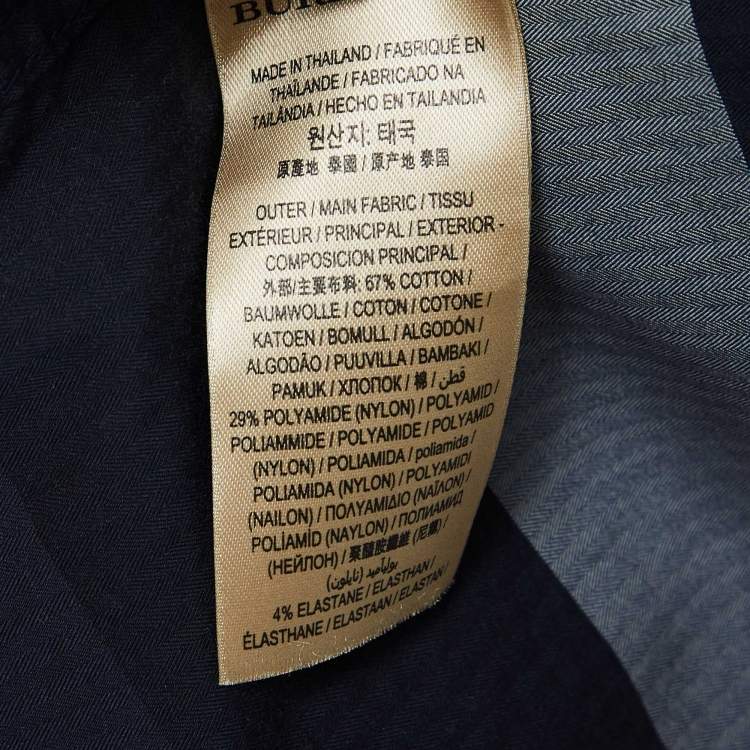 MADE IN THAILAND / FABRIQUÉ EN
THAÏLANDE / FABRICADO NA
TAILÂNDIA / HECHO EN TAILANDIA
원산지: 태국
原產地 泰國 / 原产地 泰国
OUTER / MAIN FABRIC / TISSU
EXTÉRIEUR / PRINCIPAL / EXTERIOR -
COMPOSICION PRINCIPAL /
外部/主要布料: 67% COTTON /
BAUMWOLLE / COTON / COTONE /
KATOEN / BOMULL / ALGODÓN /
ALGODÃO / PUUVILLA / BAMBAKI /
PAMUK / ХЛОПОК / 棉 / قطن /
29% POLYAMIDE (NYLON) / POLYAMID /
POLIAMMIDE / POLYAMIDE / POLYAMID
(NYLON) / POLIAMIDA / poliamida /
POLIAMIDA (NYLON) / POLYAMIDI
(NAILON) / ΠΟΛΥΑΜΙΔΙΟ (ΝΑΪΛΟΝ) /
POLÍAMÍD (NAYLON) / ПОЛИАМИД
(НЕЙЛОН) / 聚醯胺纖維 (尼龍) /
بولياميد (نايلون) /
4% ELASTANE / ELASTHAN /
ÉLASTHANE / ELASTAAN / ELASTAN /